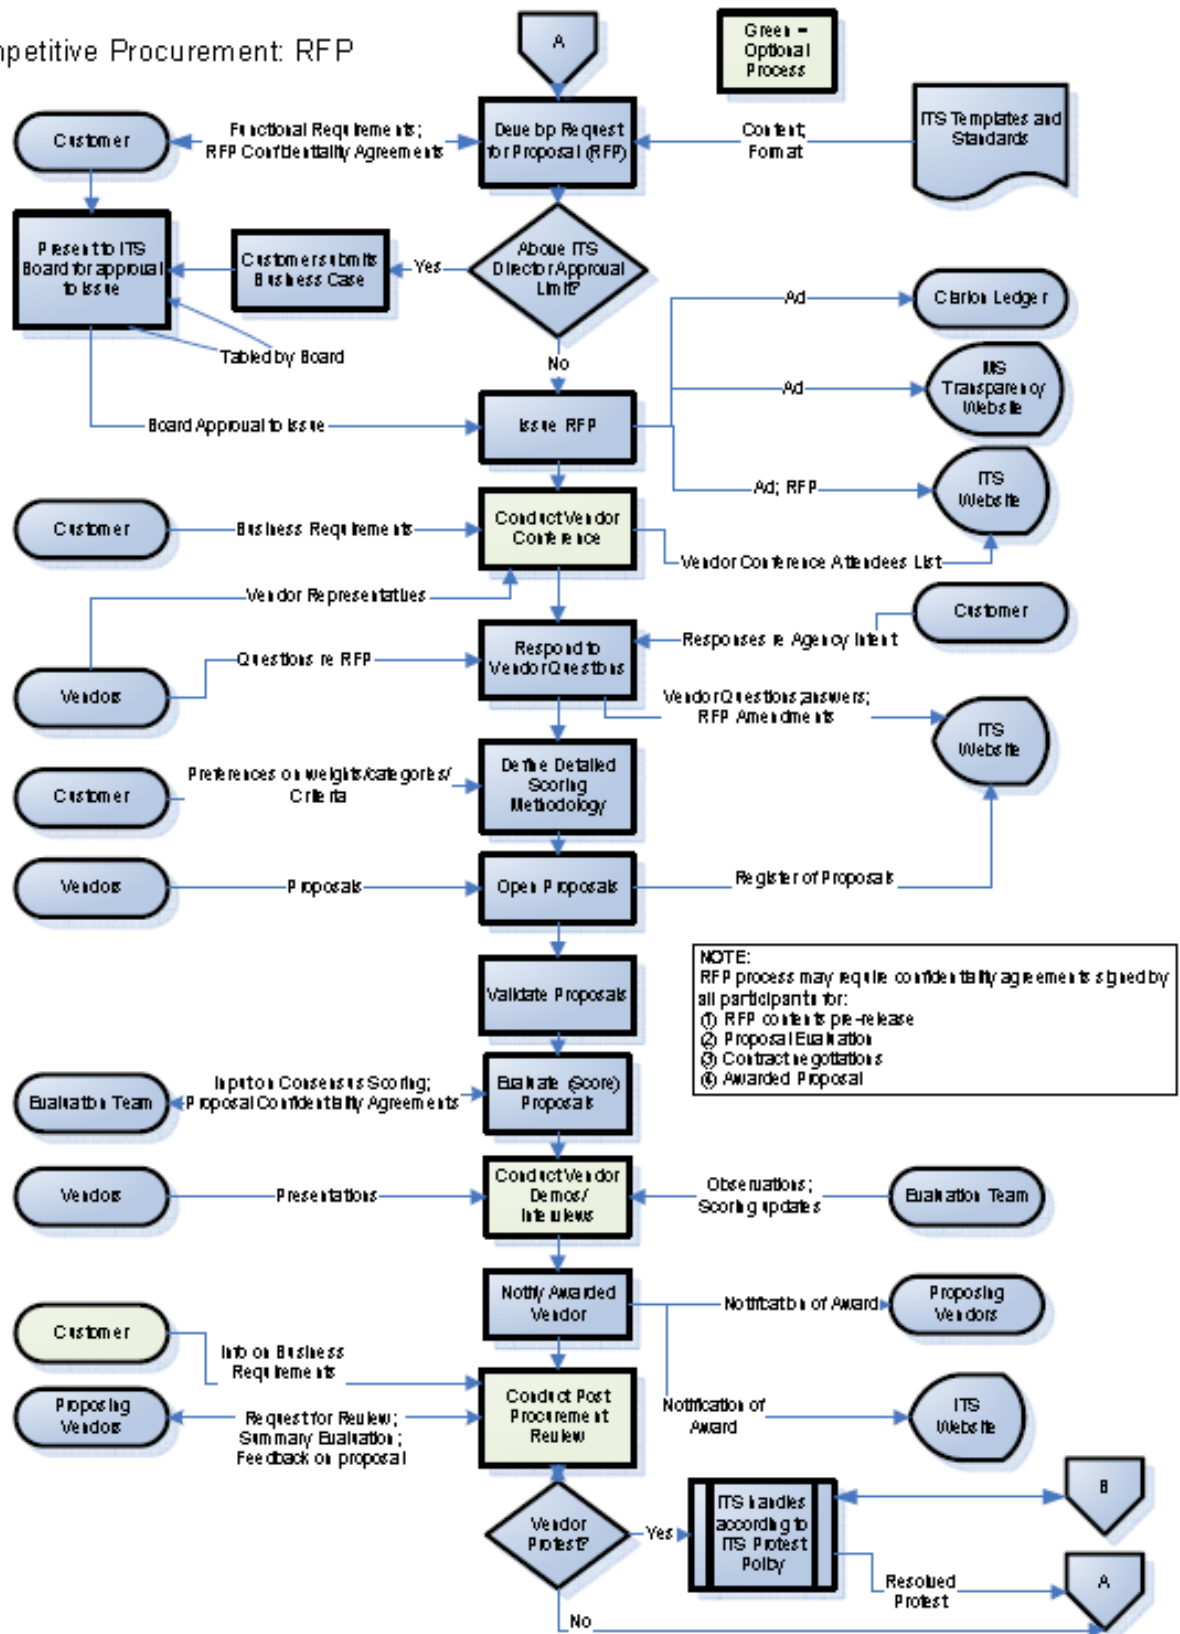 mpetitive Procurement: RFP
A
Green =
Optional
Process
Customer
Functional Requirements;
RFP Confidentiality Agreements
Develop Request
for Proposal (RFP)
Content;
Format
ITS Templates and
Standards
Present to ITS
Board for approval
to issue
Customer submits
Business Case
Yes
Above ITS
Director Approval
Limit?
Ad
Clarion Ledger
Tabled by Board
No
Ad
MS
Transparency
Website
Board Approval to Issue
Issue RFP
Ad; RFP
ITS
Website
Customer
Business Requirements
Conduct Vendor
Conference
Vendor Conference Attendees List
Vendor Representatives
Customer
Questions re RFP
Respond to
Vendor Questions
Responses re Agency Intent
Vendors
Vendor Questions;answers;
RFP Amendments
ITS
Website
Customer
Preferences on weights/categories/
Criteria
Define Detailed
Scoring
Methodology
Vendors
Proposals
Open Proposals
Register of Proposals
Validate Proposals
NOTE:
RFP process may require confidentiality agreements signed by
all participants for:
① RFP contents pre-release
② Proposal Evaluation
③ Contract negotiations
④ Awarded Proposal
Evaluation Team
Input on Consensus Scoring;
Proposal Confidentiality Agreements
Evaluate (Score)
Proposals
Vendors
Presentations
Conduct Vendor
Demos/
Interviews
Observations;
Scoring updates
Evaluation Team
Notify Awarded
Vendor
Notification of Award
Proposing
Vendors
Customer
Info on Business
Requirements
Proposing
Vendors
Request for Review;
Summary Evaluation;
Feedback on proposal
Conduct Post
Procurement
Review
Notification of
Award
ITS
Website
Vendor
Protest?
Yes
ITS handles
according to
ITS Protest
Policy
B
Resolved
Protest
A
No